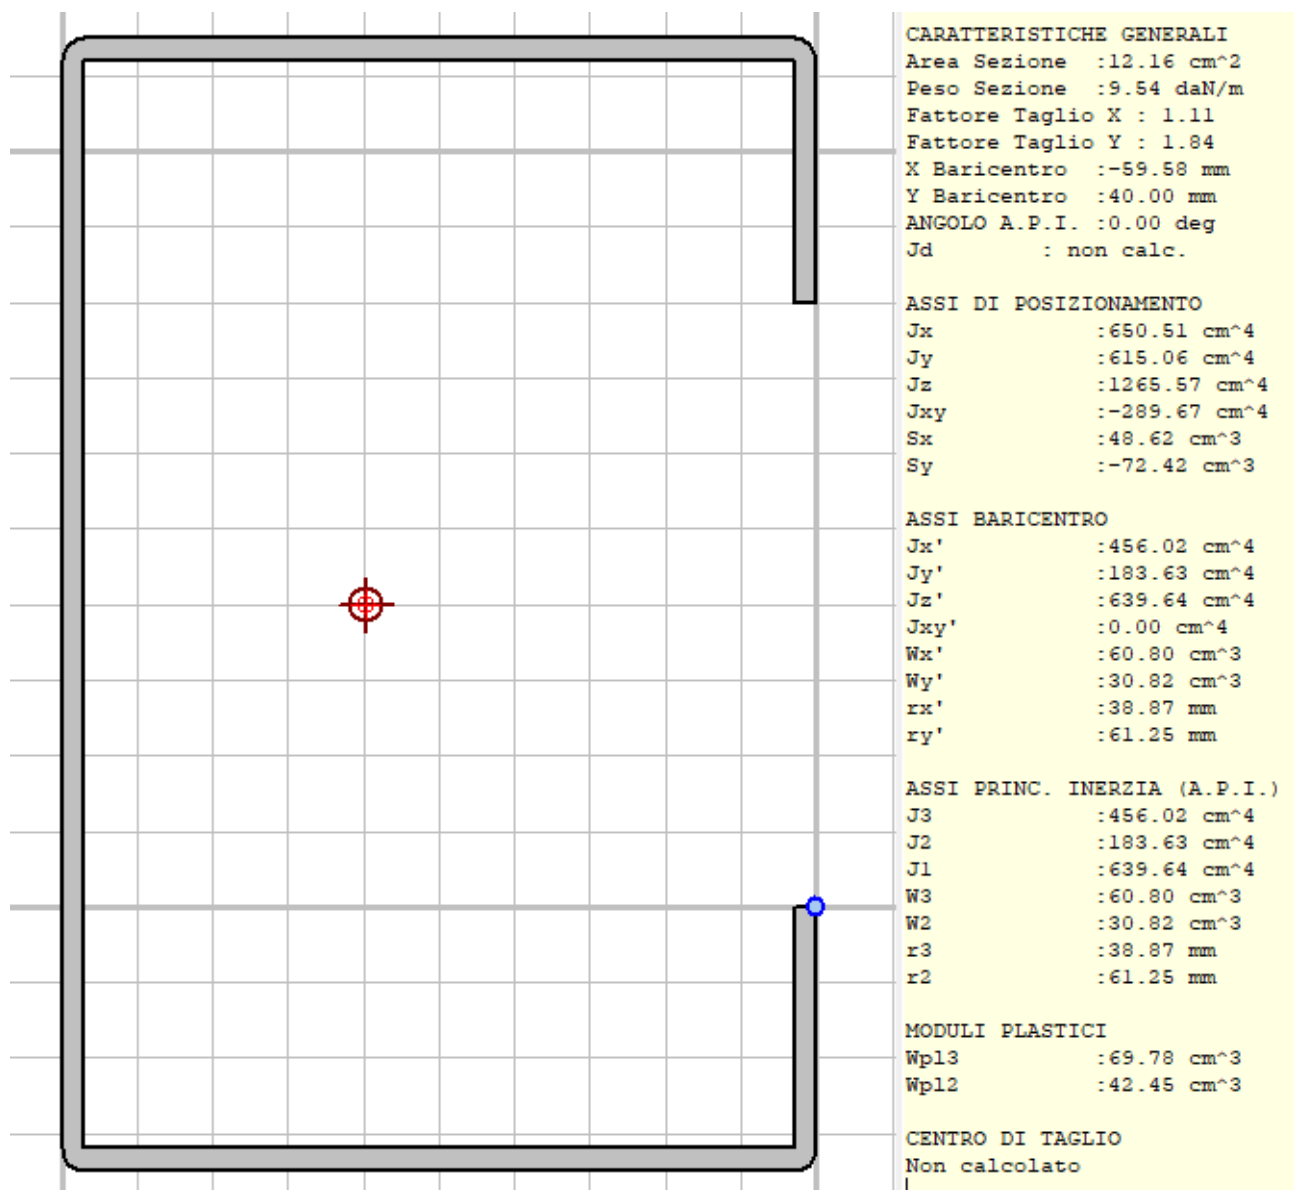 CARATTERISTICHE GENERALI
Area Sezione :12.16 cm^2
Peso Sezione :9.54 daN/m
Fattore Taglio X : 1.11
Fattore Taglio Y : 1.84
X Baricentro :-59.58 mm
Y Baricentro :40.00 mm
ANGOLO A.P.I. :0.00 deg
Jd : non calc.
ASSI DI POSIZIONAMENTO
Jx :650.51 cm^4
Jy :615.06 cm^4
Jz :1265.57 cm^4
Jxy :-289.67 cm^4
Sx :48.62 cm^3
Sy :-72.42 cm^3
ASSI BARICENTRO
Jx' :456.02 cm^4
Jy' :183.63 cm^4
Jz' :639.64 cm^4
Jxy' :0.00 cm^4
Wx' :60.80 cm^3
Wy' :30.82 cm^3
rx' :38.87 mm
ry' :61.25 mm
ASSI PRINC. INERZIA (A.P.I.)
J3 :456.02 cm^4
J2 :183.63 cm^4
J1 :639.64 cm^4
W3 :60.80 cm^3
W2 :30.82 cm^3
r3 :38.87 mm
r2 :61.25 mm
MODULI PLASTICI
Wpl3 :69.78 cm^3
Wpl2 :42.45 cm^3
CENTRO DI TAGLIO
Non calcolato